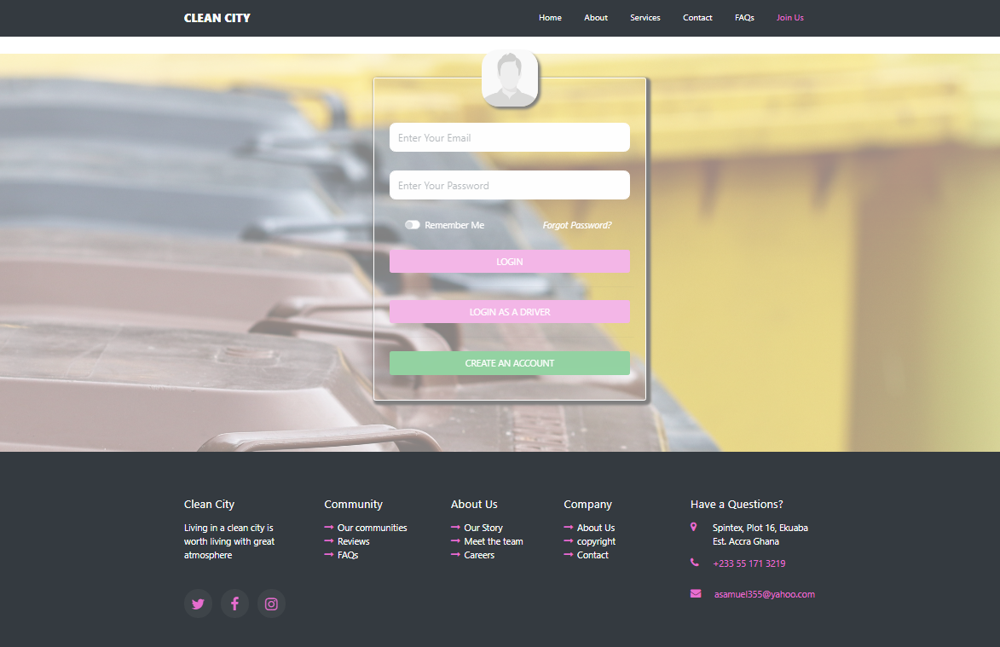 CLEAN CITY
Home About Services Contact FAQs Join Us
Enter Your Email
Enter Your Password
Remember Me Forgot Password?
LOGIN
LOGIN AS A DRIVER
CREATE AN ACCOUNT
Clean City
Living in a clean city is
worth living with great
atmosphere
Community
Our communities
Reviews
FAQs
About Us
Our Story
Meet the team
Careers
Company
About Us
copyright
Contact
Have a Questions?
Spintex, Plot 16, Ekuaba
Est. Accra Ghana
+233 55 171 3219
asamuel355@yahoo.com